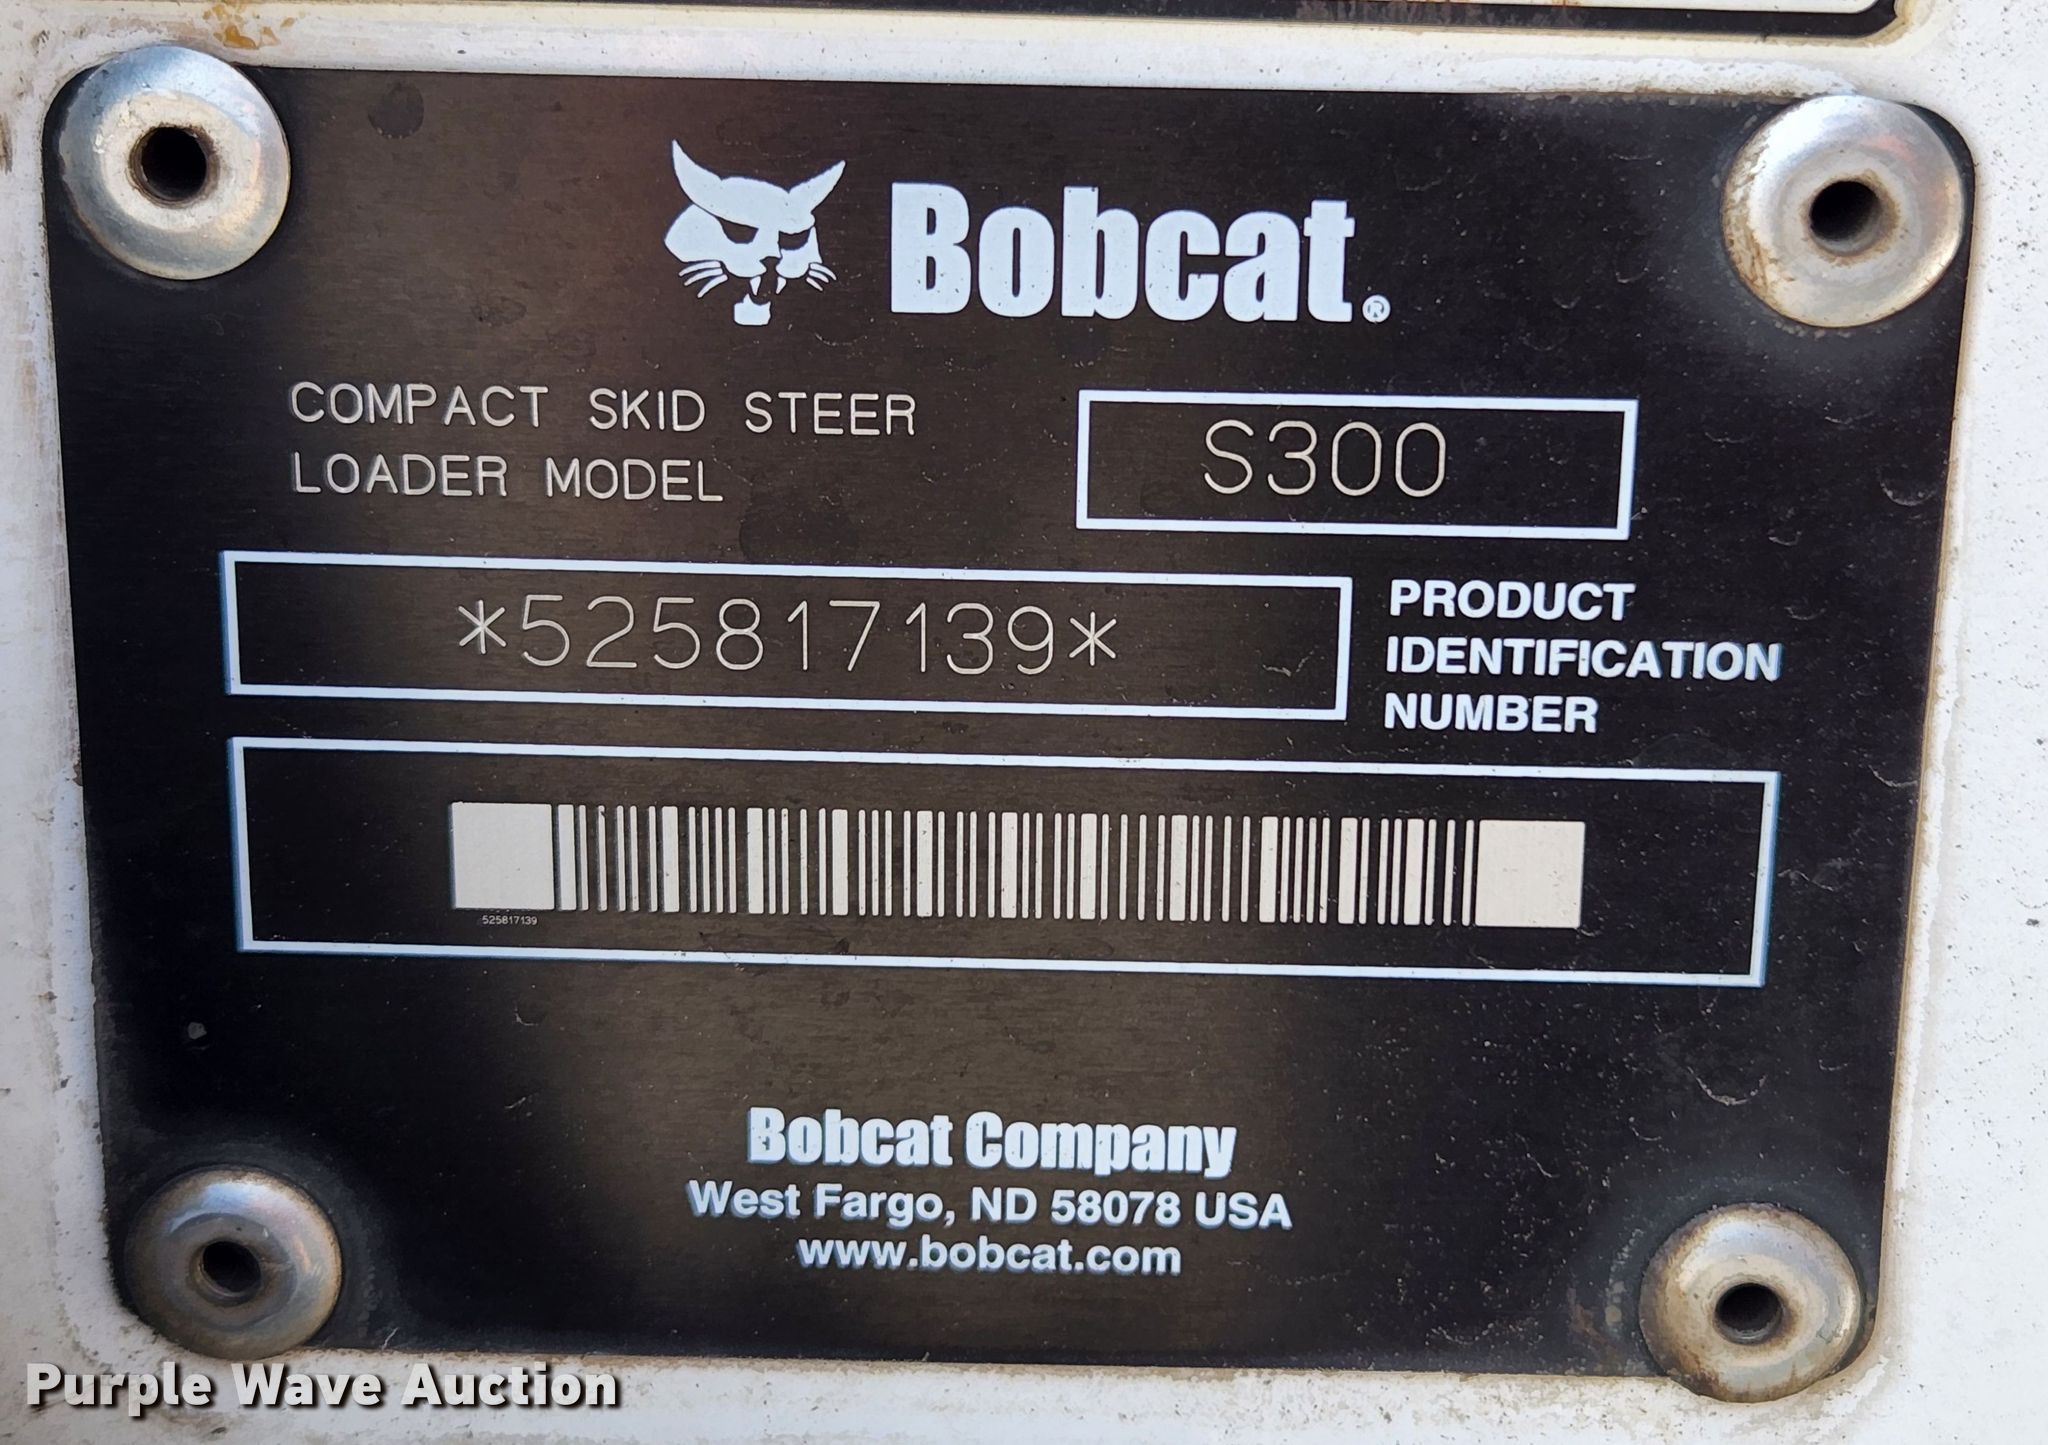 Bobcat®
COMPACT SKID STEER
LOADER MODEL
S300
*525817139*
PRODUCT
IDENTIFICATION
NUMBER
525817139
Bobcat Company
West Fargo, ND 58078 USA
www.bobcat.com
Purple Wave Auction